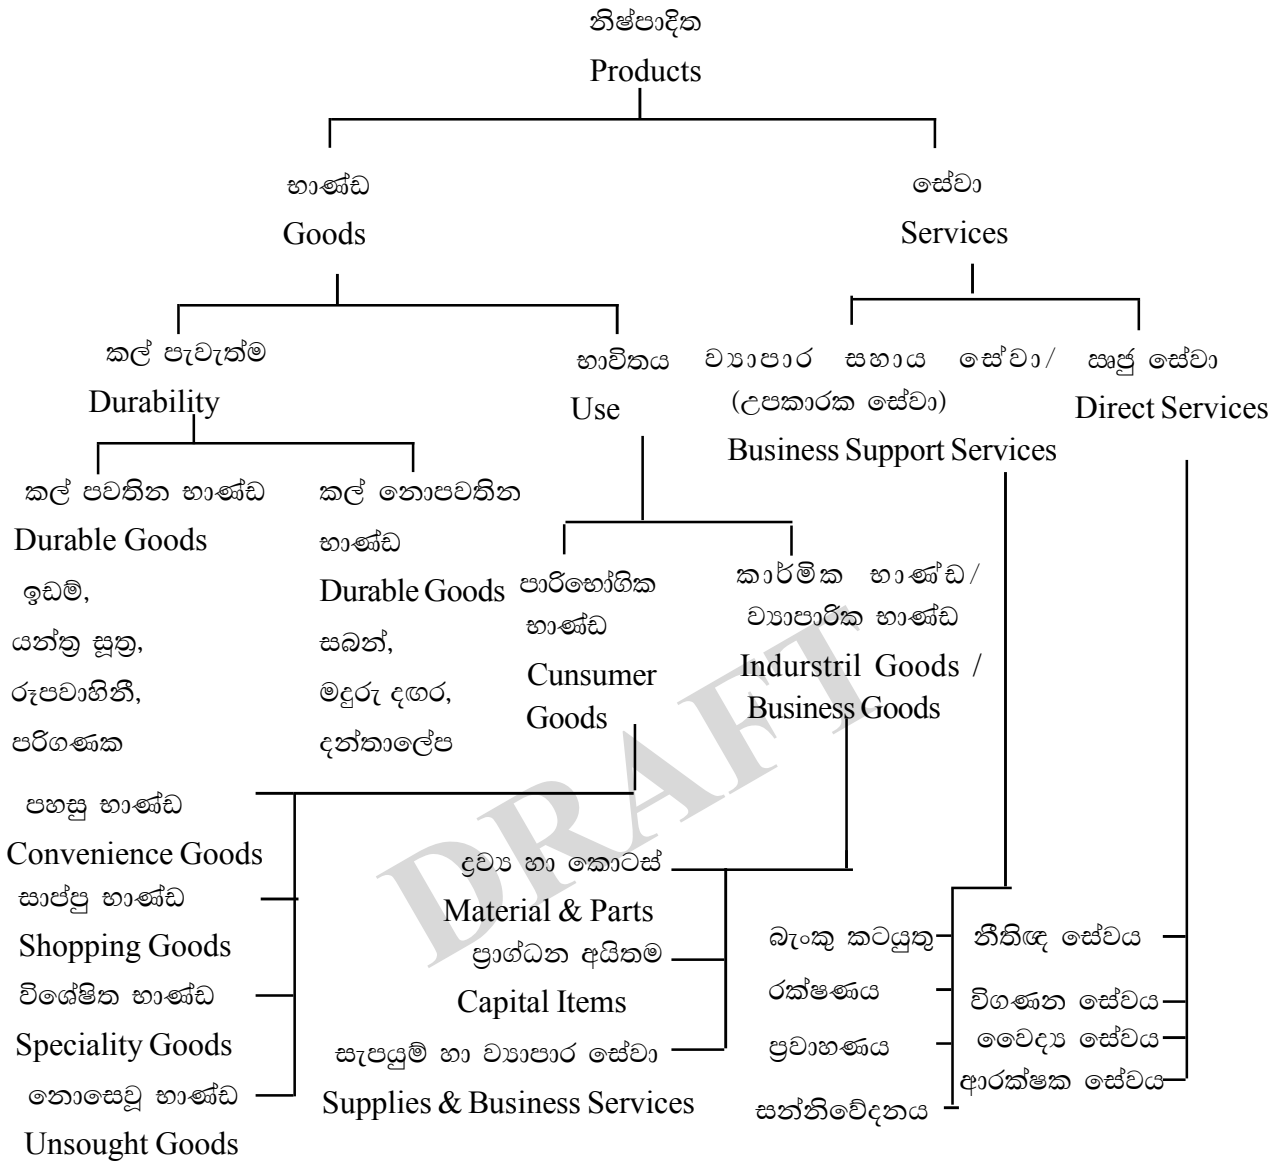 නිෂ්පාදිත
Products
භාණ්ඩ
Goods
සේවා
Services
කල් පැවැත්ම
Durability
භාවිතය
Use
ව්‍යාපාර සහාය සේවා/
(උපකාරක සේවා)
Business Support Services
ඍජු සේවා
Direct Services
කල් පවතින භාණ්ඩ
Durable Goods
ඉඩම්,
යන්ත්‍ර සූත්‍ර,
රූපවාහිනී,
පරිගණක
කල් නොපවතින
භාණ්ඩ
Durable Goods
සබන්,
මදුරු දඟර,
දන්තාලේප
පාරිභෝගික
භාණ්ඩ
Cunsumer
Goods
කාර්මික භාණ්ඩ/
ව්‍යාපාරික භාණ්ඩ
Indurstril Goods /
Business Goods
පහසු භාණ්ඩ
Convenience Goods
සාප්පු භාණ්ඩ
Shopping Goods
විශේෂිත භාණ්ඩ
Speciality Goods
නොසෙවූ භාණ්ඩ
Unsought Goods
ද්‍රව්‍ය හා කොටස්
Material & Parts
ප්‍රාග්ධන අයිතම
Capital Items
සැපයුම් හා ව්‍යාපාර සේවා
Supplies & Business Services
බැංකු කටයුතු
රක්ෂණය
ප්‍රවාහණය
සන්නිවේදනය
නීතිඥ සේවය
විගණන සේවය
වෛද්‍ය සේවය
ආරක්ෂක සේවය
DRAFT